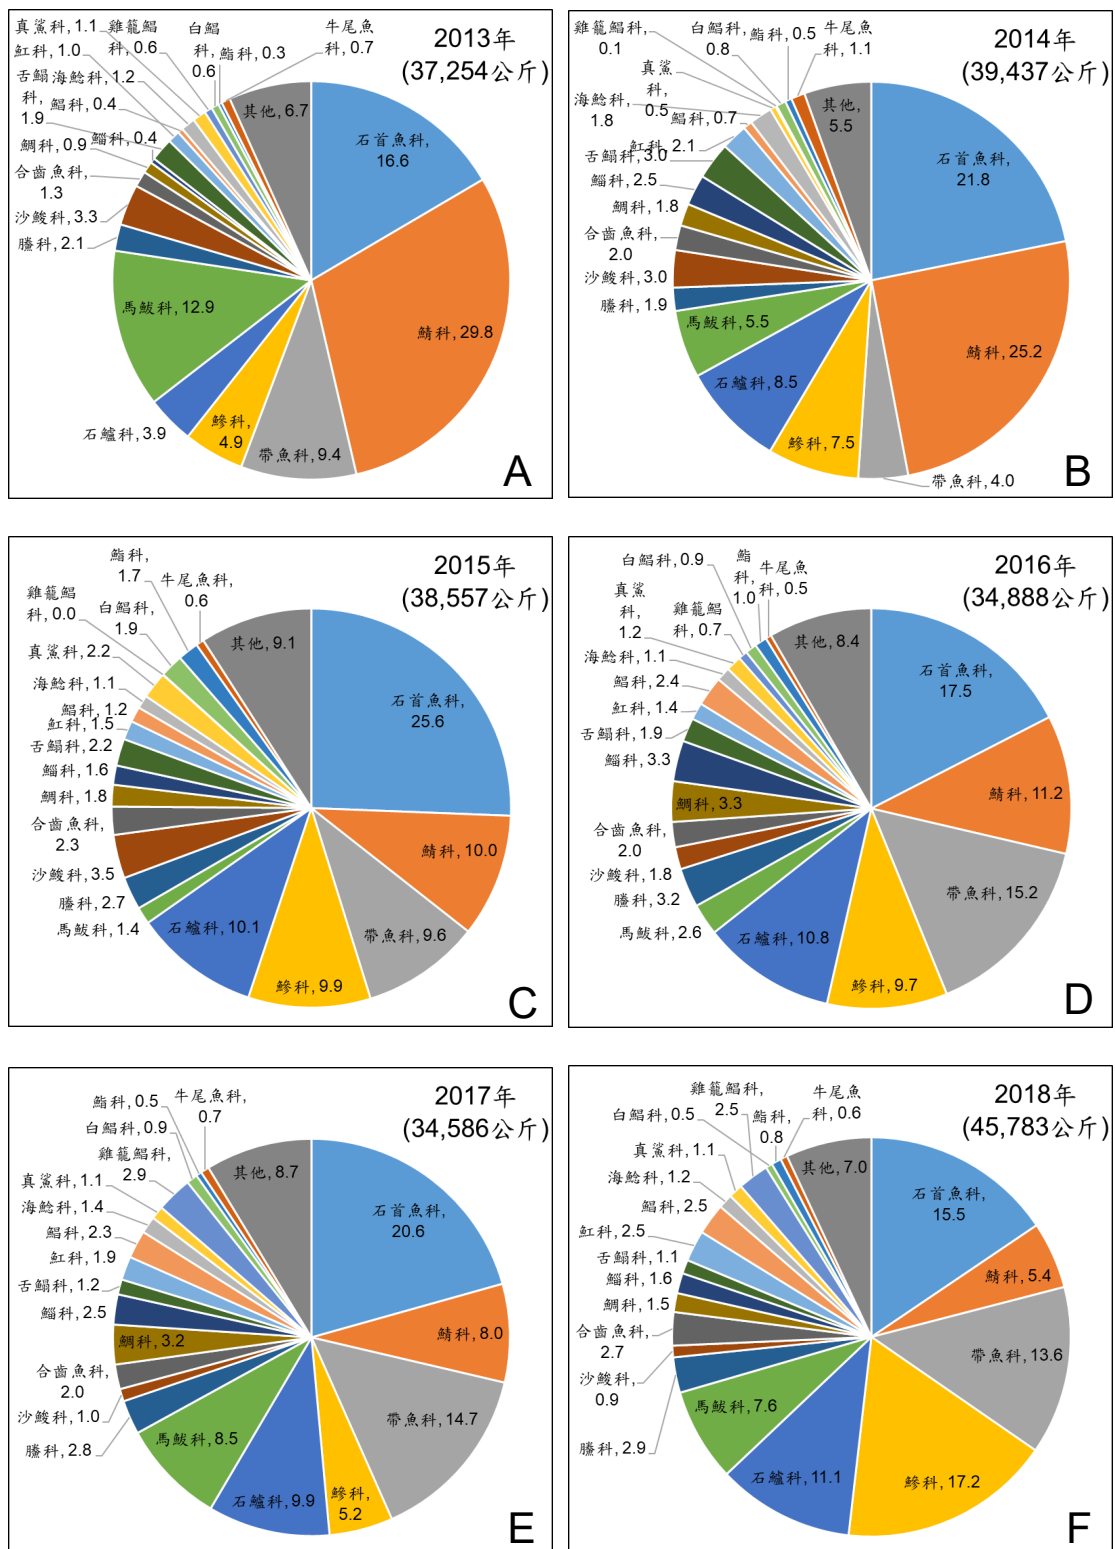 2013年
(37,254公斤)
真鯊科, 1.1
雞籠鯧
科, 0.6
白鯧
科,
0.6
鮨科, 0.3
牛尾魚
科, 0.7
魟科, 1.0
舌鰨
科,
1.9
海鯰科, 1.2
鯧科, 0.4
鯔科, 0.4
鯛科, 0.9
合齒魚科,
1.3
沙鮻科, 3.3
鰧科, 2.1
馬鮁科, 12.9
石鱸科, 3.9
鰺科,
4.9
帶魚科, 9.4
鯖科, 29.8
石首魚科,
16.6
其他, 6.7
A
2014年
(39,437公斤)
雞籠鯧科,
0.1
白鯧科,
0.8
鮨科, 0.5
牛尾魚
科, 1.1
真鯊
科,
0.5
海鯰科,
1.8
鯧科, 0.7
魟科, 2.1
舌鰨科, 3.0
鯔科, 2.5
鯛科, 1.8
合齒魚科,
2.0
沙鮻科, 3.0
鰧科, 1.9
馬鮁科, 5.5
石鱸科, 8.5
鰺科, 7.5
帶魚科, 4.0
鯖科, 25.2
石首魚科,
21.8
其他,
5.5
B
2015年
(38,557公斤)
鮨科,
1.7
牛尾魚科,
0.6
雞籠鯧
科, 0.0
白鯧科,
1.9
真鯊科, 2.2
海鯰科, 1.1
鯧科, 1.2
魟科, 1.5
舌鰨科, 2.2
鯔科, 1.6
鯛科, 1.8
合齒魚科,
2.3
沙鮻科, 3.5
鰧科, 2.7
馬鮁科, 1.4
石鱸科, 10.1
鰺科, 9.9
帶魚科, 9.6
鯖科, 10.0
石首魚科,
25.6
其他, 9.1
C
2016年
(34,888公斤)
白鯧科, 0.9
鮨
科,
1.0
牛尾魚
科, 0.5
真鯊
科,
1.2
雞籠鯧
科, 0.7
海鯰科, 1.1
鯧科, 2.4
魟科, 1.4
舌鰨科, 1.9
鯔科, 3.3
鯛科, 3.3
合齒魚科,
2.0
沙鮻科, 1.8
鰧科, 3.2
馬鮁科, 2.6
石鱸科, 10.8
鰺科, 9.7
帶魚科, 15.2
鯖科, 11.2
石首魚科,
17.5
其他, 8.4
D
2017年
(34,586公斤)
鮨科, 0.5
牛尾魚科,
0.7
白鯧科, 0.9
雞籠鯧科,
2.9
真鯊科, 1.1
海鯰科, 1.4
鯧科, 2.3
魟科, 1.9
舌鰨科, 1.2
鯔科, 2.5
鯛科, 3.2
合齒魚科,
2.0
沙鮻科, 1.0
鰧科, 2.8
馬鮁科, 8.5
石鱸科, 9.9
鰺科,
5.2
帶魚科, 14.7
鯖科, 8.0
石首魚科,
20.6
其他, 8.7
E
2018年
(45,783公斤)
雞籠鯧科,
2.5
牛尾魚
科, 0.6
白鯧科, 0.5
鮨科,
0.8
真鯊科, 1.1
海鯰科, 1.2
鯧科, 2.5
魟科, 2.5
舌鰨科, 1.1
鯔科, 1.6
鯛科, 1.5
合齒魚科,
2.7
沙鮻科,
0.9
鰧科, 2.9
馬鮁科, 7.6
石鱸科, 11.1
鰺科, 17.2
帶魚科, 13.6
鯖科, 5.4
石首魚科,
15.5
其他, 7.0
F